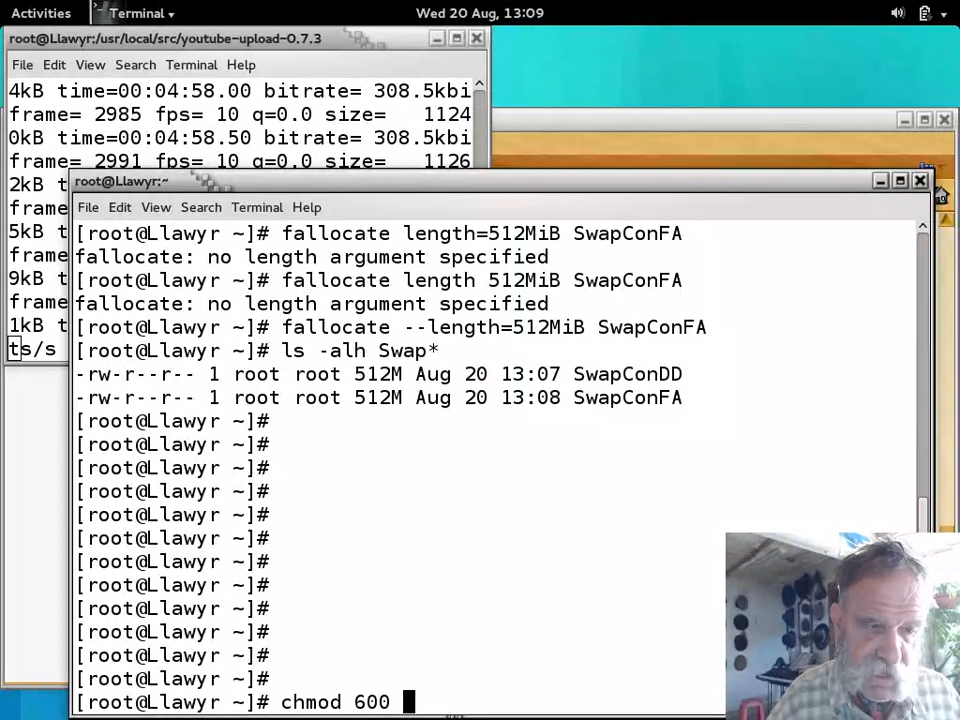 Activities Terminal Wed 20 Aug, 13:09
root@Llawyr:/usr/local/src/youtube-upload-0.7.3
File Edit View Search Terminal Help
4kB time=00:04:58.00 bitrate= 308.5kbi
frame= 2985 fps= 10 q=0.0 size= 1124
0kB time=00:04:58.50 bitrate= 308.5kbi
frame= 2991 fps= 10 q=0.0 size= 1126
2kB t
frame
5kB t
frame
9kB t
frame
1kB t
ts/s
root@Llawyr:~
File Edit View Search Terminal Help
[root@Llawyr ~]# fallocate length=512MiB SwapConFA
fallocate: no length argument specified
[root@Llawyr ~]# fallocate length 512MiB SwapConFA
fallocate: no length argument specified
[root@Llawyr ~]# fallocate --length=512MiB SwapConFA
[root@Llawyr ~]# ls -alh Swap*
-rw-r--r-- 1 root root 512M Aug 20 13:07 SwapConDD
-rw-r--r-- 1 root root 512M Aug 20 13:08 SwapConFA
[root@Llawyr ~]#
[root@Llawyr ~]#
[root@Llawyr ~]#
[root@Llawyr ~]#
[root@Llawyr ~]#
[root@Llawyr ~]#
[root@Llawyr ~]#
[root@Llawyr ~]#
[root@Llawyr ~]#
[root@Llawyr ~]#
[root@Llawyr ~]#
[root@Llawyr ~]#
[root@Llawyr ~]# chmod 600